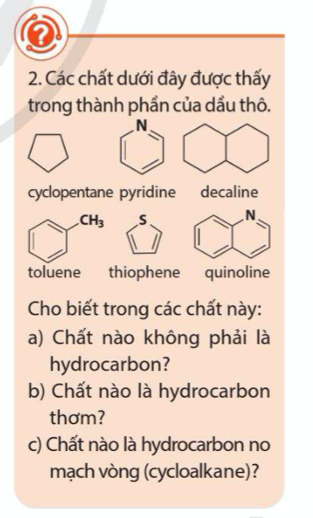 ?
2. Các chất dưới đây được thấy
trong thành phần của dầu thô.
N
cyclopentane pyridine decaline
CH3 S N
toluene thiophene quinoline
Cho biết trong các chất này:
a) Chất nào không phải là
hydrocarbon?
b) Chất nào là hydrocarbon
thơm?
c) Chất nào là hydrocarbon no
mạch vòng (cycloalkane)?